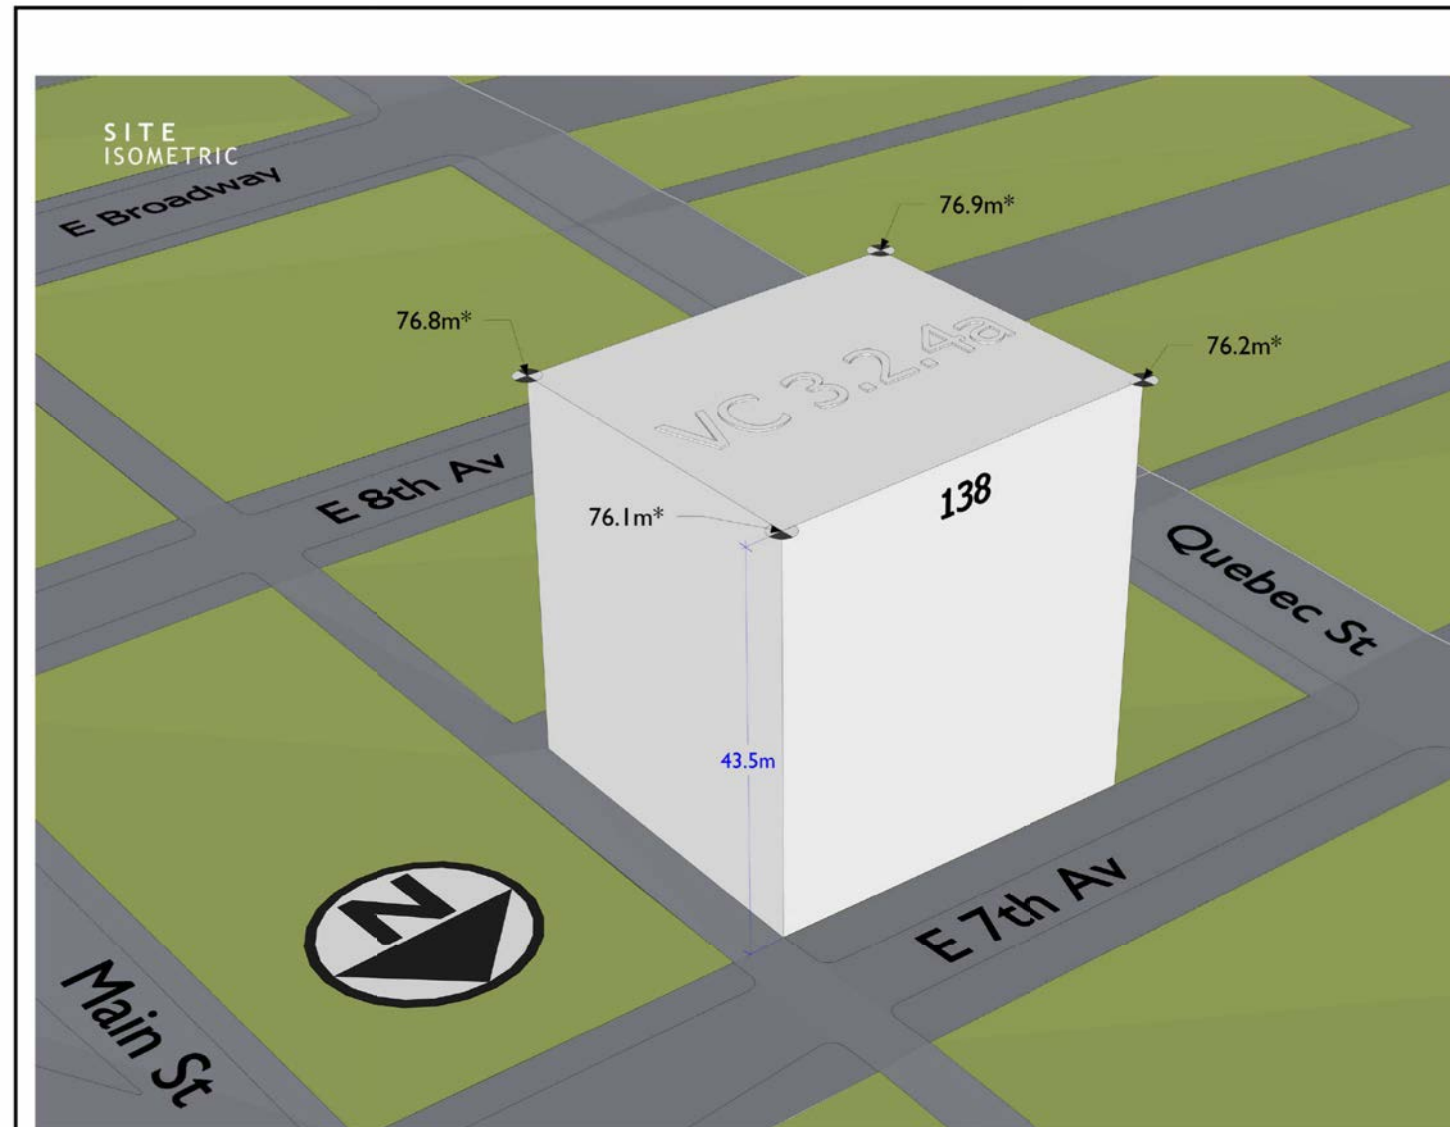 SITE
ISOMETRIC
E Broadway
76.9m*
76.8m*
76.2m*
VC 3.2.4a
E 8th Av
138
76.1m*
Quebec St
43.5m
E 7th Av
N
Main St